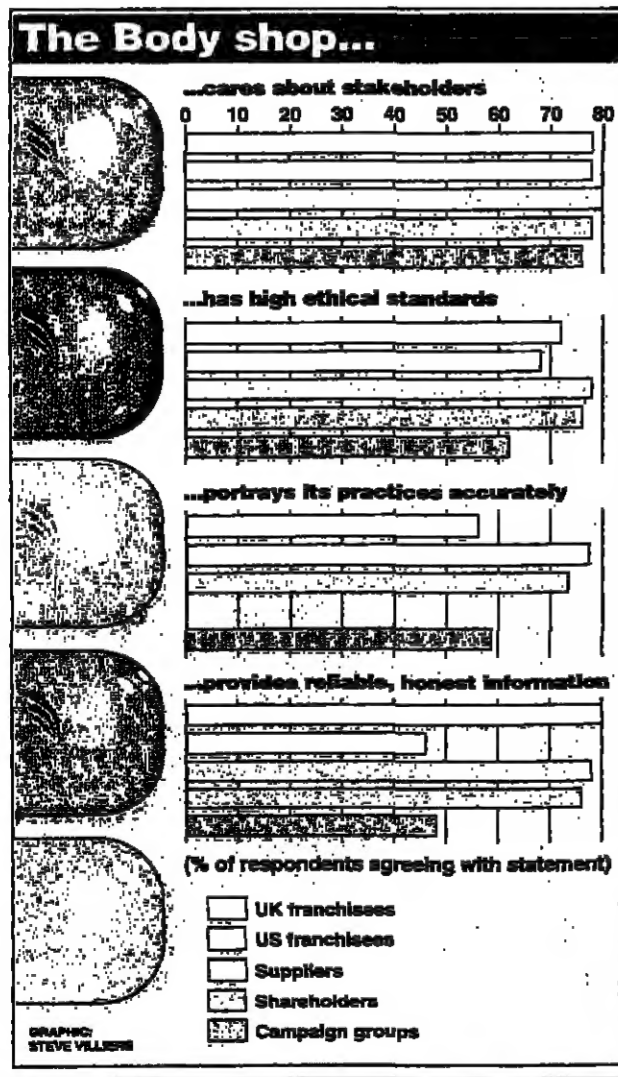 The Body shop...
...cares about stakeholders
0 10 20 30 40 50 60 70 80
...has high ethical standards
...portrays its practices accurately
...provides reliable, honest information
(% of respondents agreeing with statement)
UK franchisees
US franchisees
Suppliers
Shareholders
Campaign groups
GRAPHIC:
STEVE VILLIERS